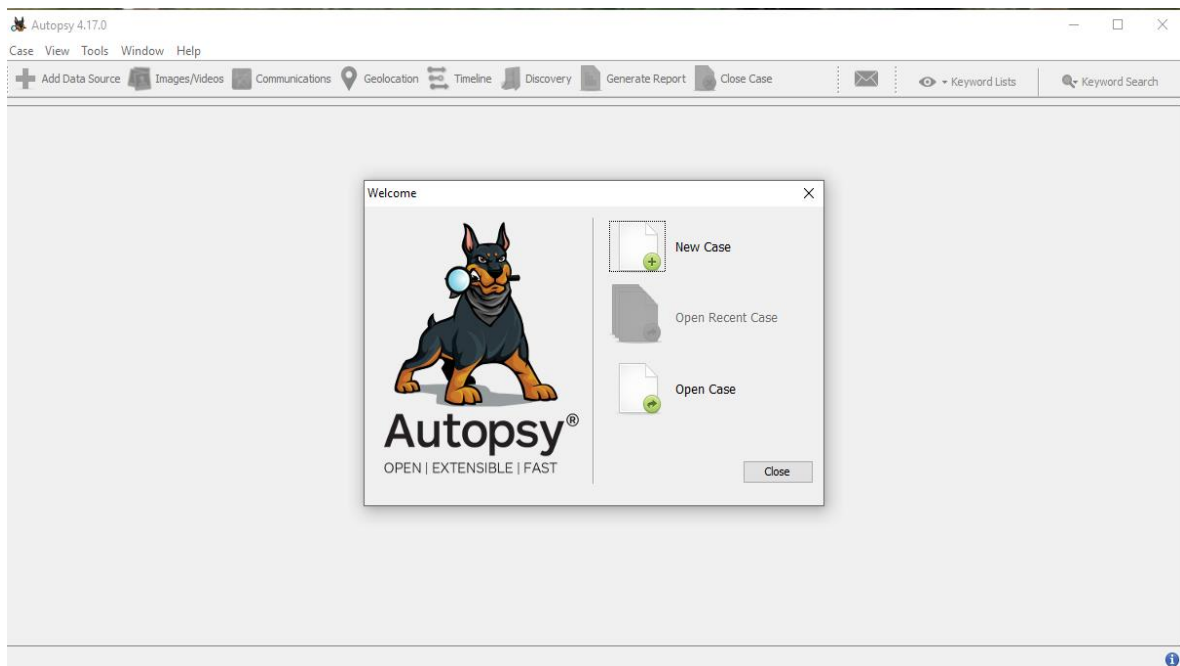 Autopsy 4.17.0
Case View Tools Window Help
Add Data Source Images/Videos Communications Geolocation Timeline Discovery Generate Report Close Case Keyword Lists Keyword Search
Welcome
New Case
Open Recent Case
Open Case
Autopsy®
OPEN | EXTENSIBLE | FAST
Close